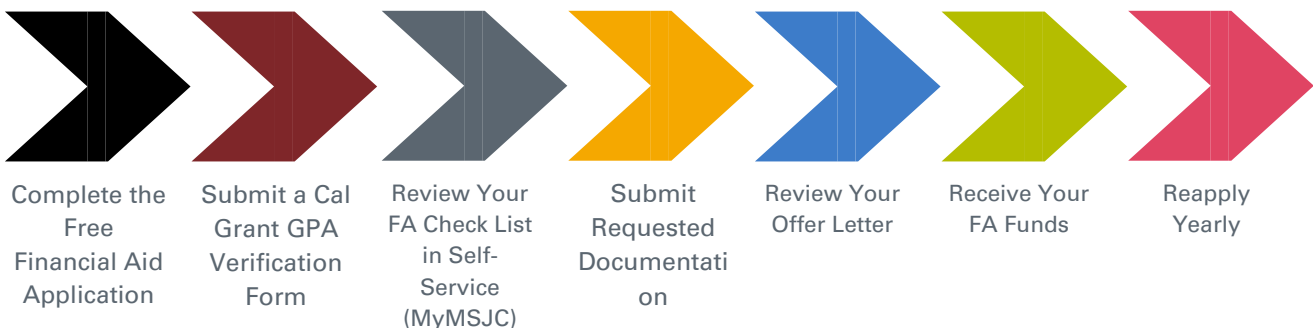 Complete the
Free
Financial Aid
Application
Submit a Cal
Grant GPA
Verification
Form
Review Your
FA Check List
in Self-
Service
(MyMSJC)
Submit
Requested
Documentati
on
Review Your
Offer Letter
Receive Your
FA Funds
Reapply
Yearly